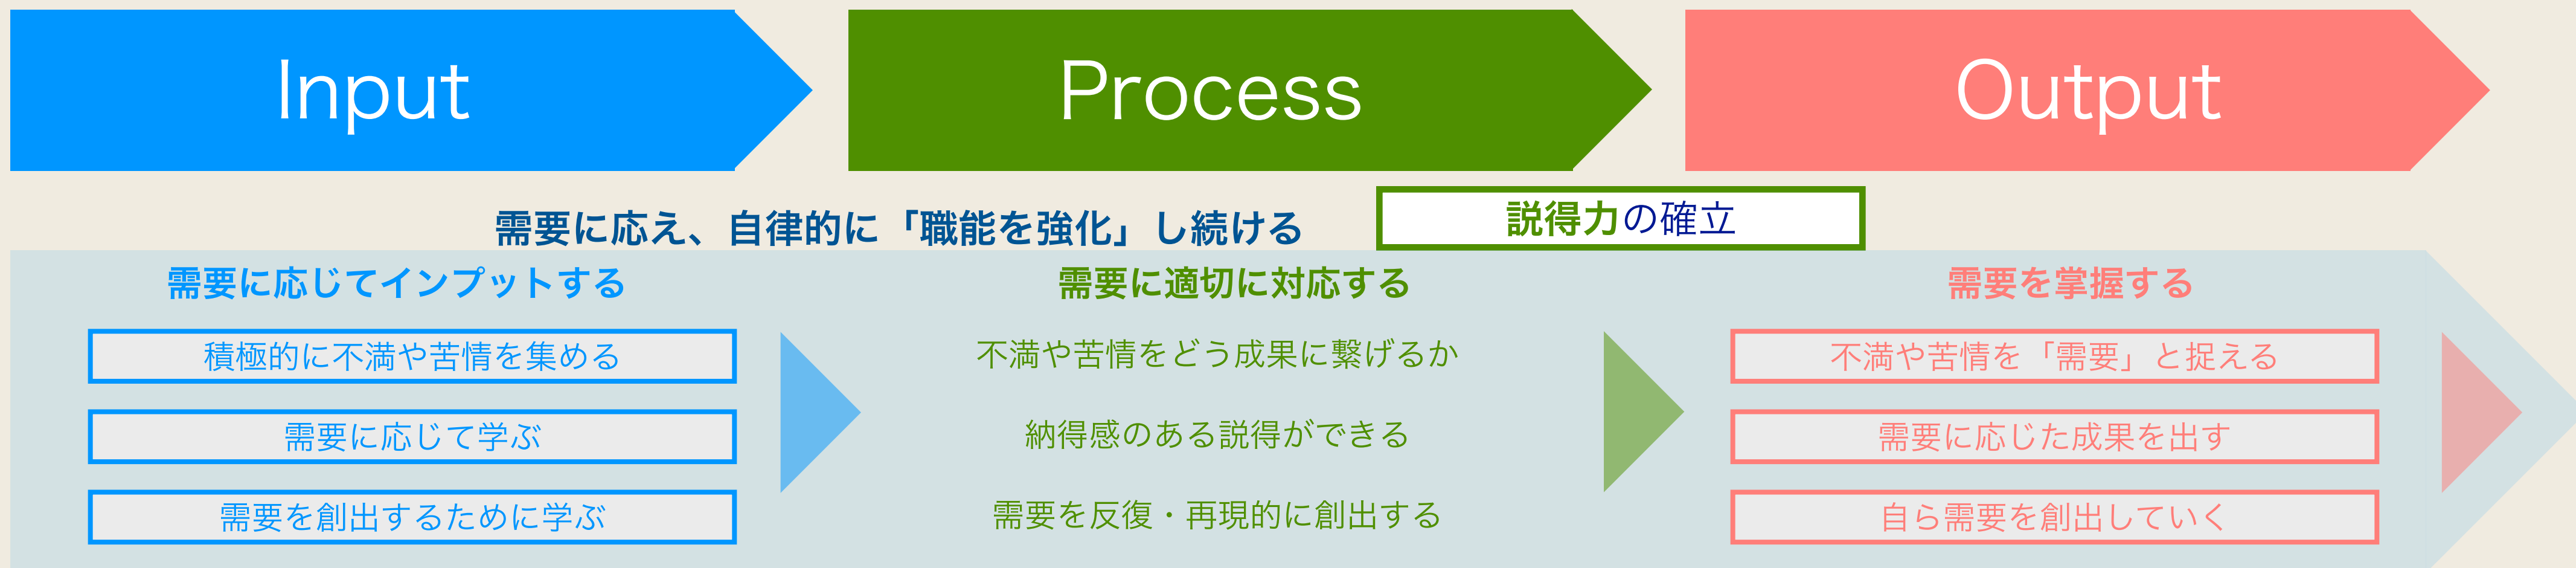 Input
Process
Output
需要に応え、自律的に「職能を強化」し続ける
説得力の確立
需要に応じてインプットする
積極的に不満や苦情を集める
需要に応じて学ぶ
需要を創出するために学ぶ
需要に適切に対応する
不満や苦情をどう成果に繋げるか
納得感のある説得ができる
需要を反復・再現的に創出する
需要を掌握する
不満や苦情を「需要」と捉える
需要に応じた成果を出す
自ら需要を創出していく